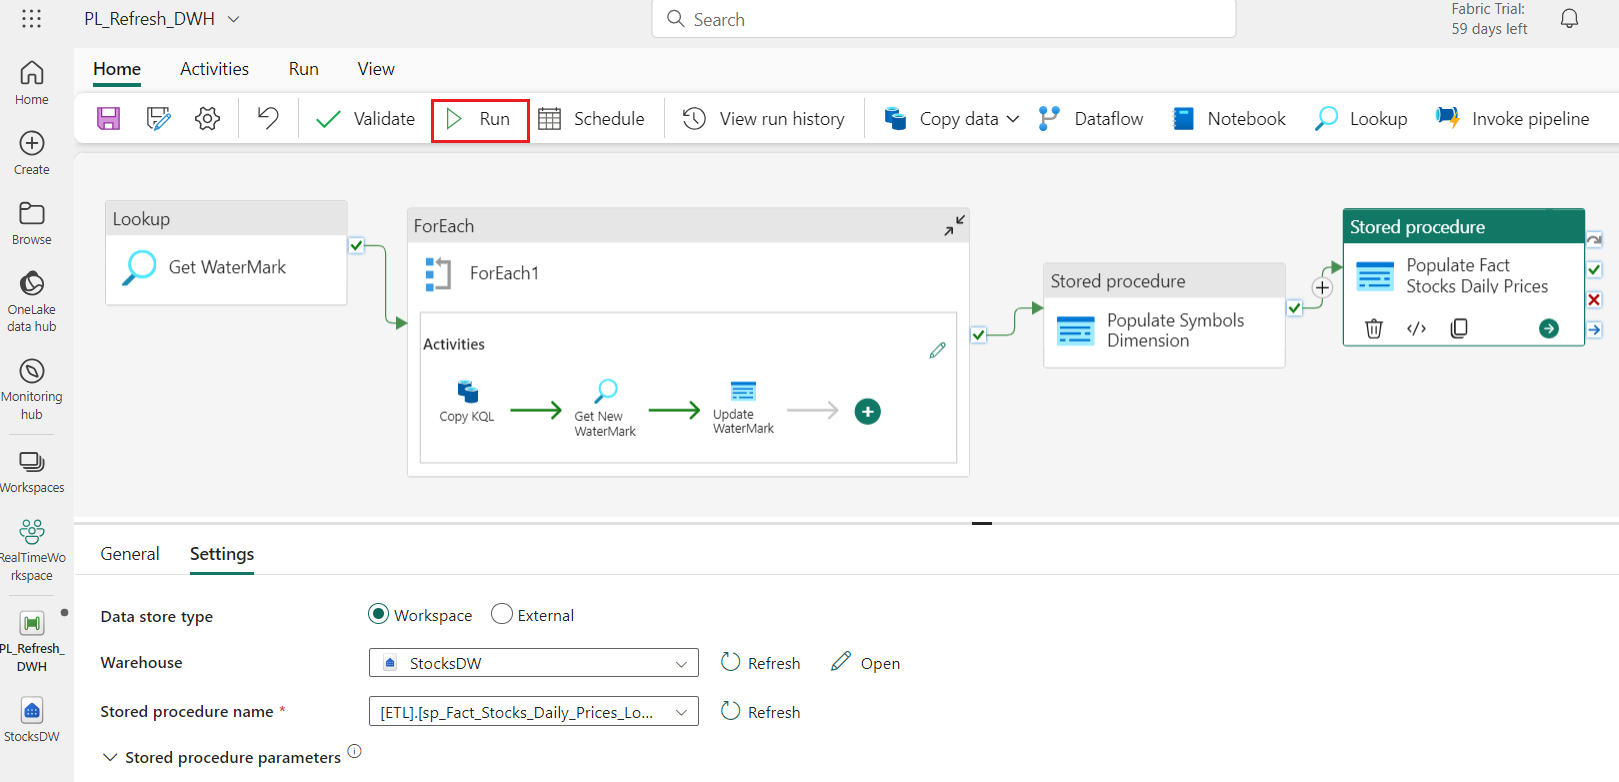 PL_Refresh_DWH
Search
Fabric Trial:
59 days left
Home
Activities
Run
View
Validate
Run
Schedule
View run history
Copy data
Dataflow
Notebook
Lookup
Invoke pipeline
Home
Create
Browse
OneLake
data hub
Monitoring
hub
Workspaces
RealTimeWo
rkspace
PL_Refresh_
DWH
StocksDW
Lookup
Get WaterMark
ForEach
ForEach1
Activities
Copy KQL
Get New
WaterMark
Update
WaterMark
Stored procedure
Populate Symbols
Dimension
Stored procedure
Populate Fact
Stocks Daily Prices
General
Settings
Data store type
Workspace
External
Warehouse
StocksDW
Refresh
Open
Stored procedure name *
[ETL].[sp_Fact_Stocks_Daily_Prices_Lo...
Refresh
Stored procedure parameters